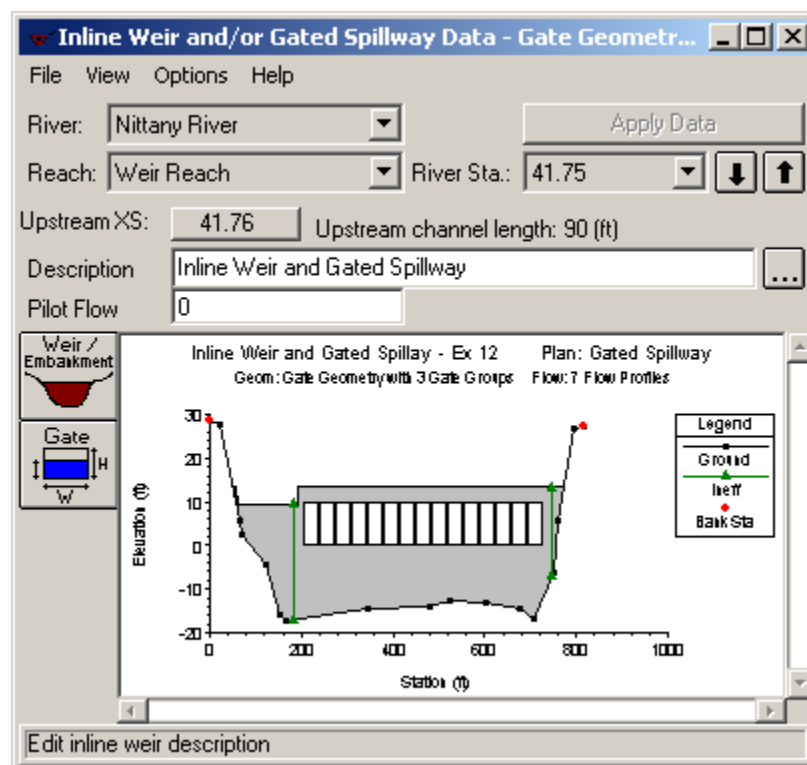 Inline Weir and/or Gated Spillway Data - Gate Geometr...
File View Options Help
River: Nittany River Apply Data
Reach: Weir Reach River Sta.: 41.75
Upstream XS: 41.76 Upstream channel length: 90 (ft)
Description Inline Weir and Gated Spillway ...
Pilot Flow 0
Weir / Embankment
Gate
H
W
Inline Weir and Gated Spillay - Ex 12 Plan: Gated Spillway
Geom: Gate Geometry with 3 Gate Groups Flow: 7 Flow Profiles
30
20
10
0
-10
-20
Elevation (ft)
0 200 400 600 800 1000
Station (ft)
Legend
Ground
Ineff
Bank Sta
Edit inline weir description